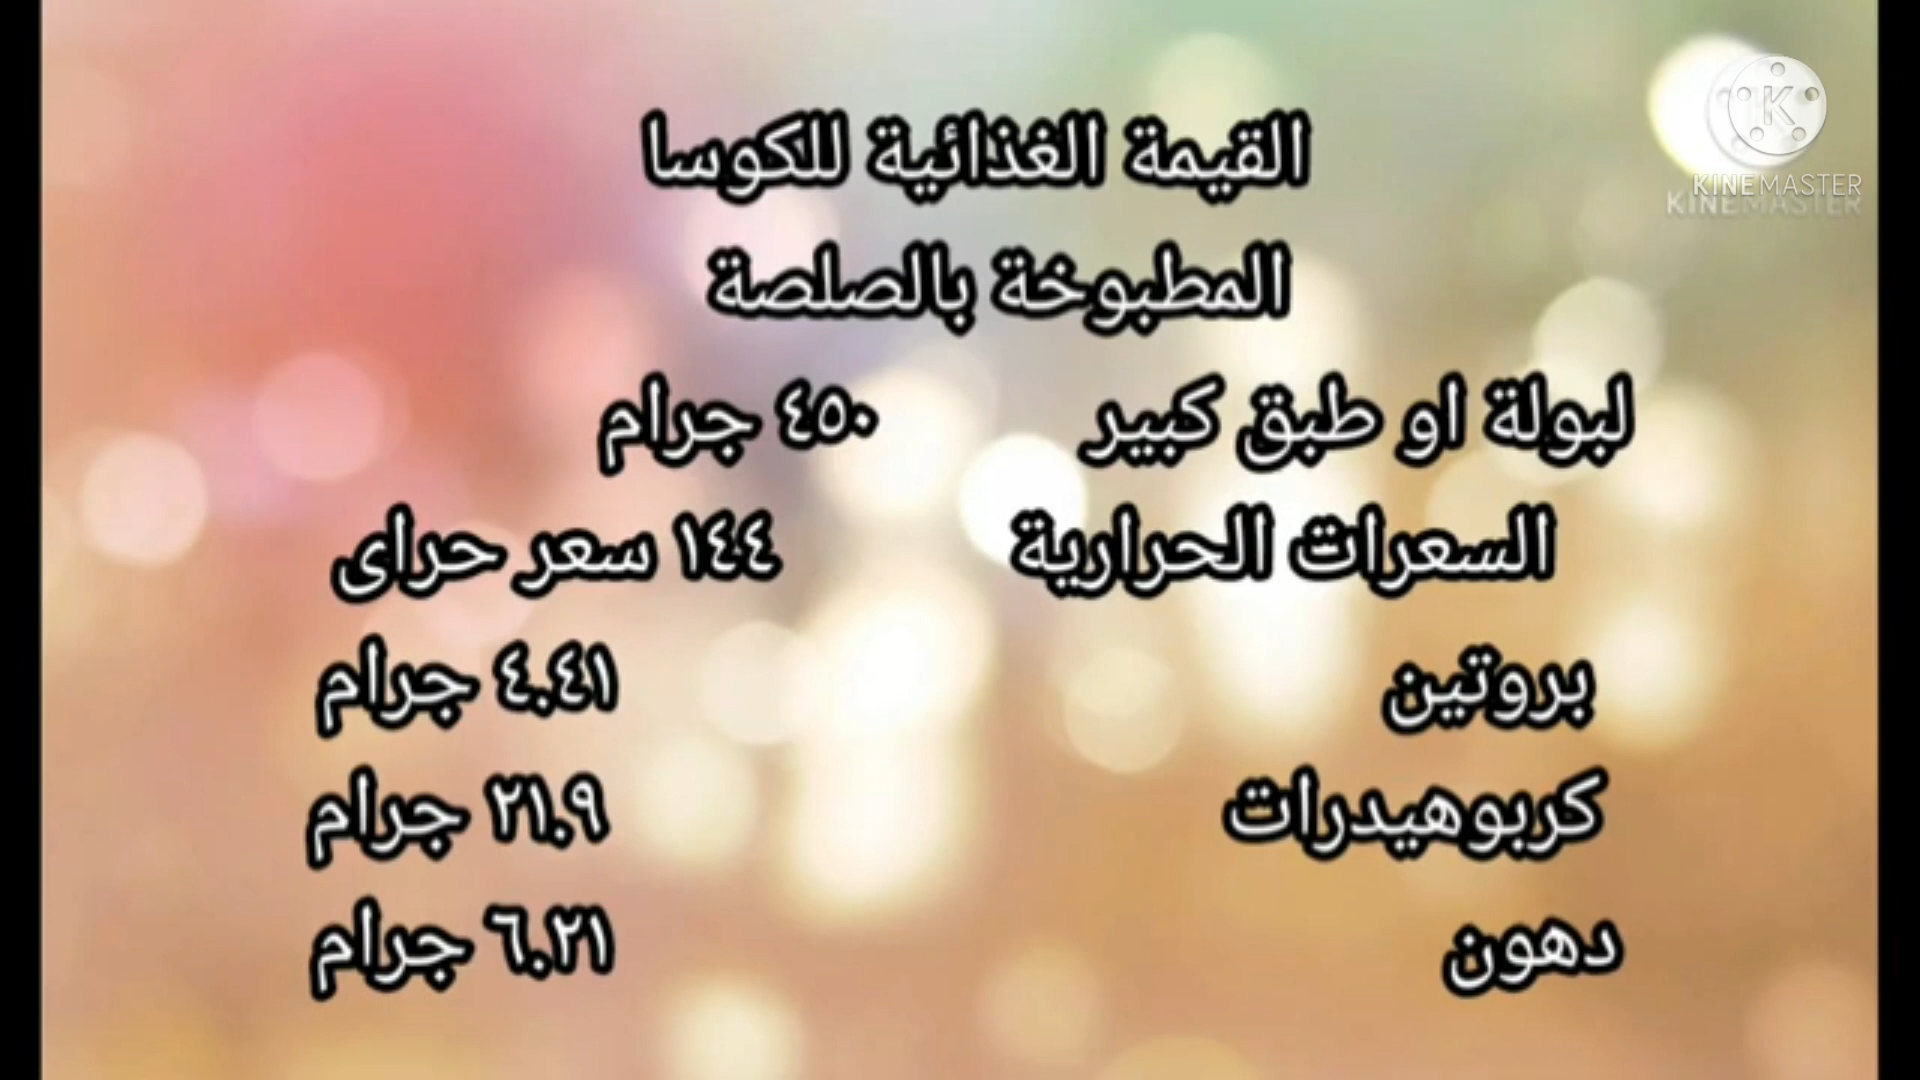 القيمة الغذائية للكوسا
المطبوخة بالصلصة
لبولة او طبق كبير ٤٥٠ جرام
السعرات الحرارية ١٤٤ سعر حراى
بروتين ٤.٤١ جرام
كربوهيدرات ٢١.٩ جرام
دهون ٦.٢١ جرام
K
KINEMASTER
KINEMASTER